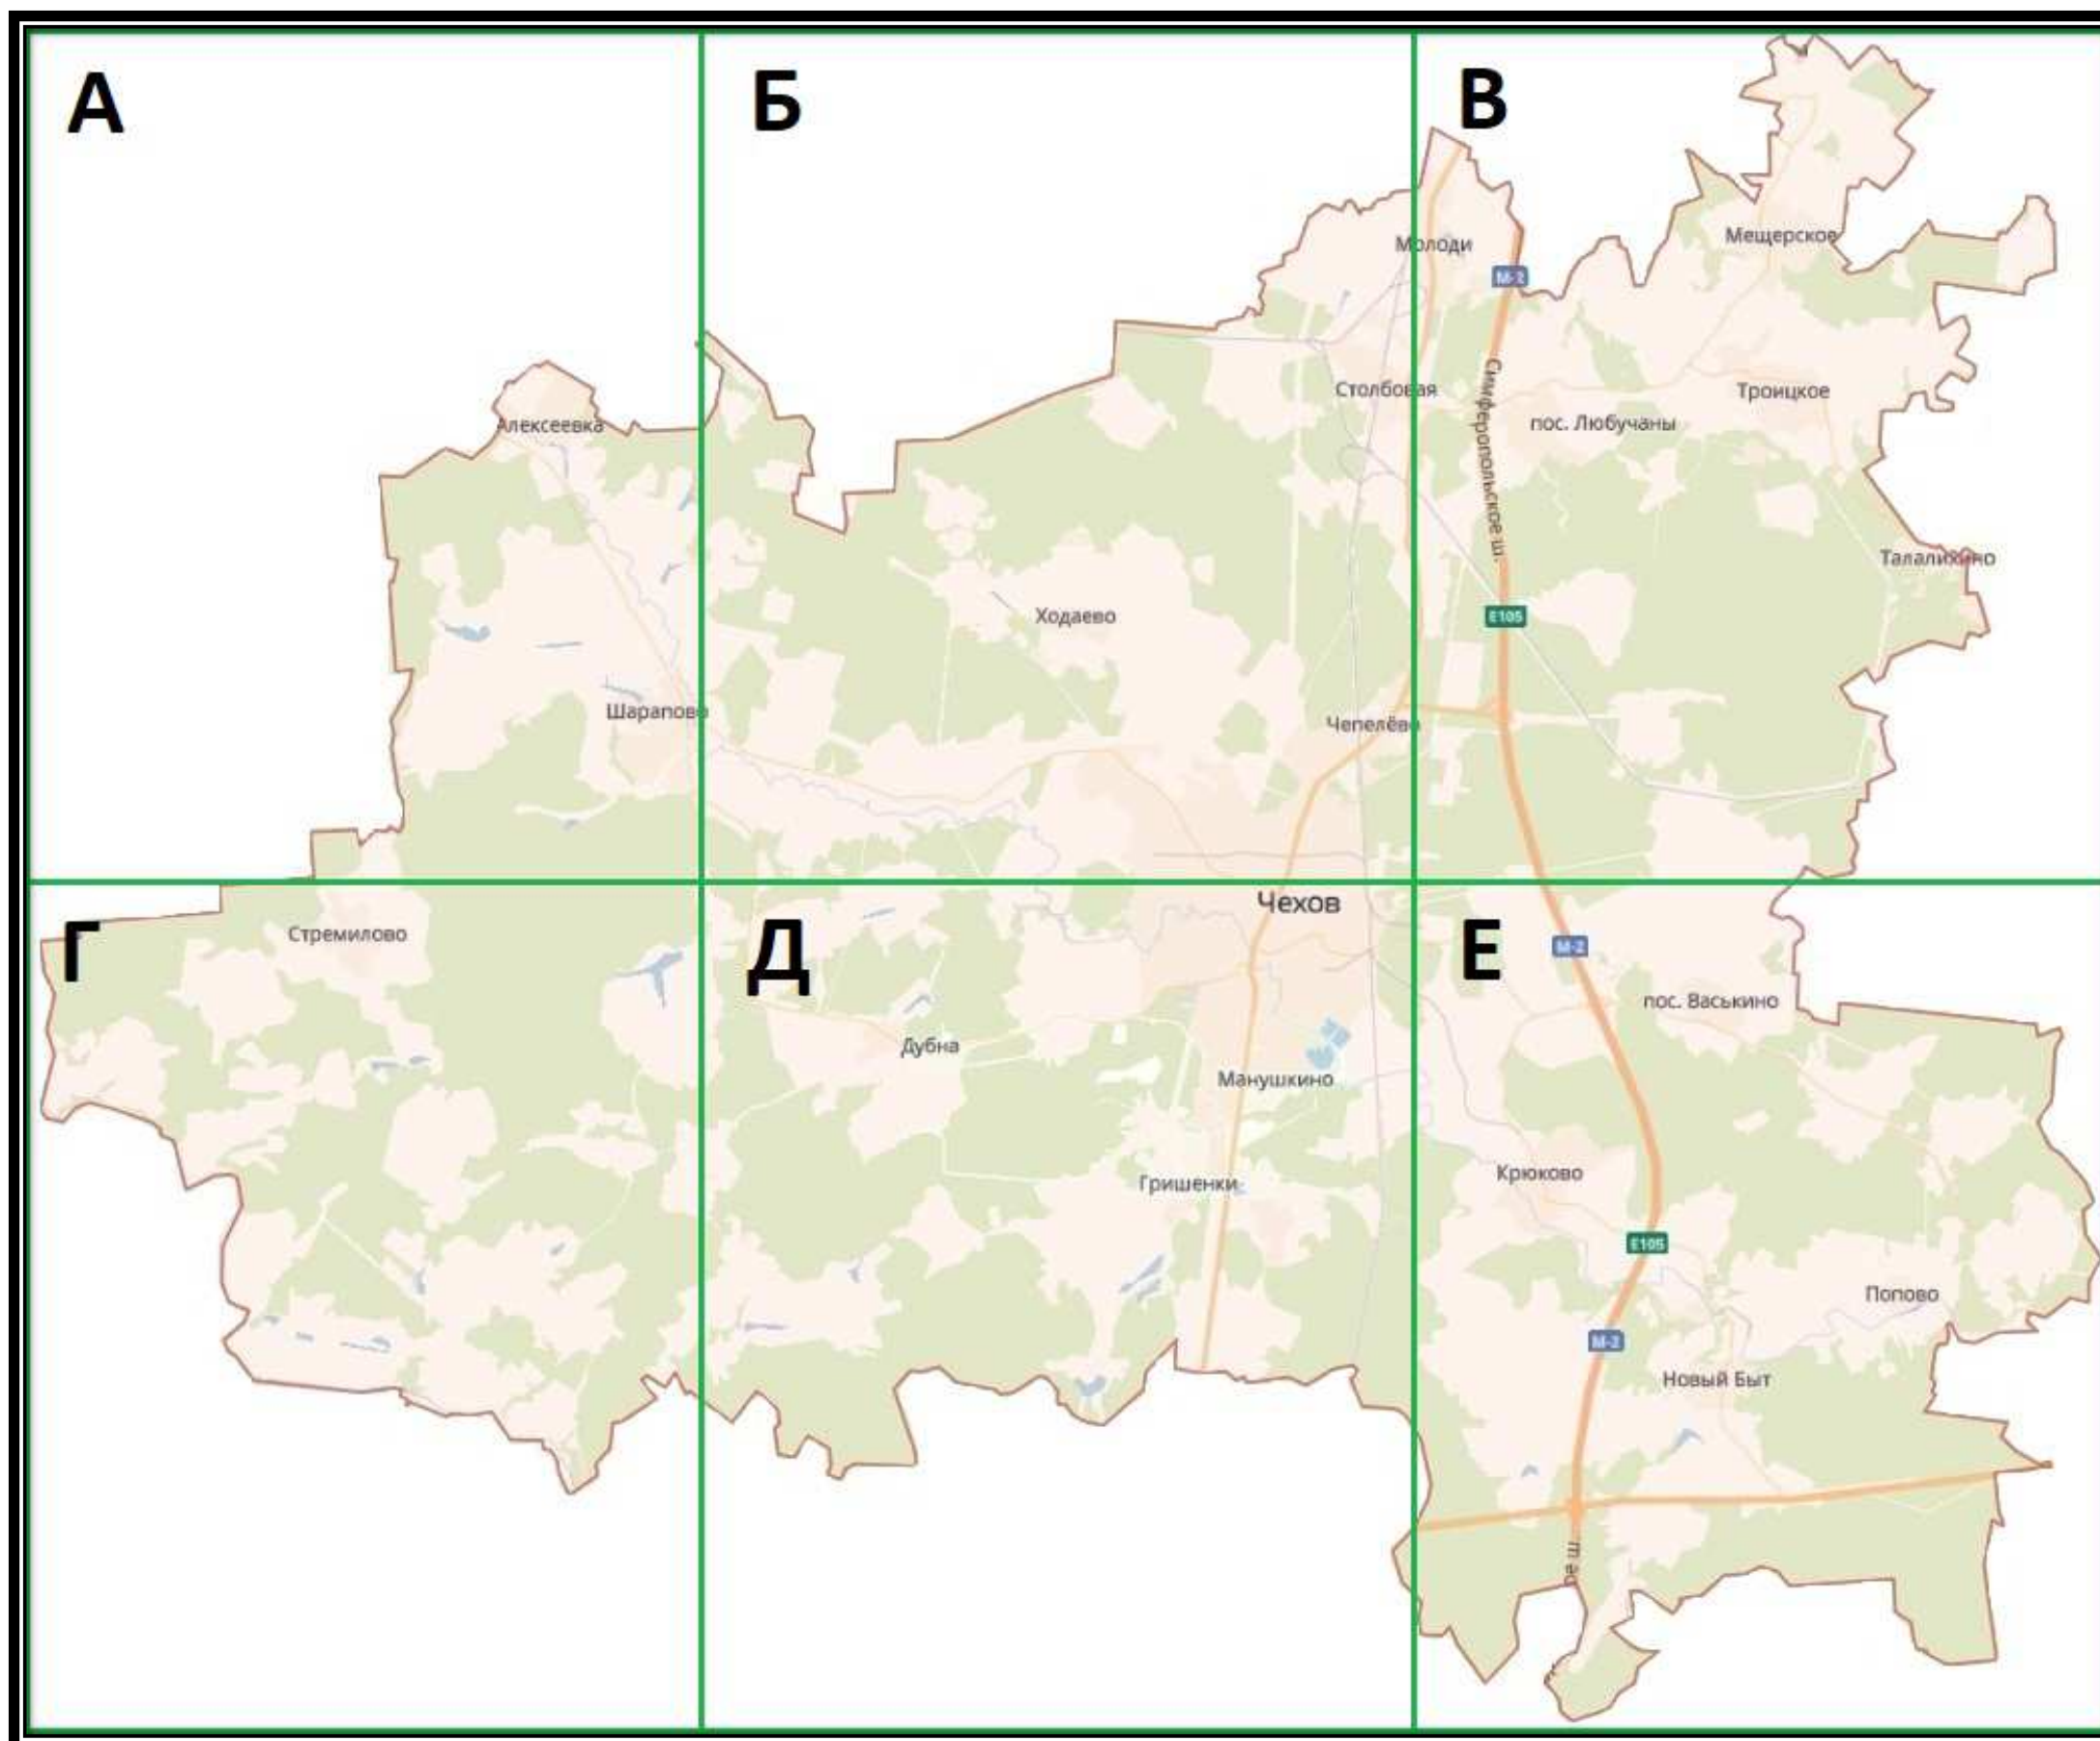 А
Б
В
Молоди
Мещерское
М-2
Алексеевка
Столбовая
Троицкое
пос. Любучаны
Симферопольское ш.
Талалихино
Ходаево
Е105
Шарапово
Чепелёво
Г
Стремилово
Д
Чехов
Е
М-2
пос. Васькино
Дубна
Манушкино
Крюково
Гришенки
Е105
Попово
М-2
Новый Быт
ое ш